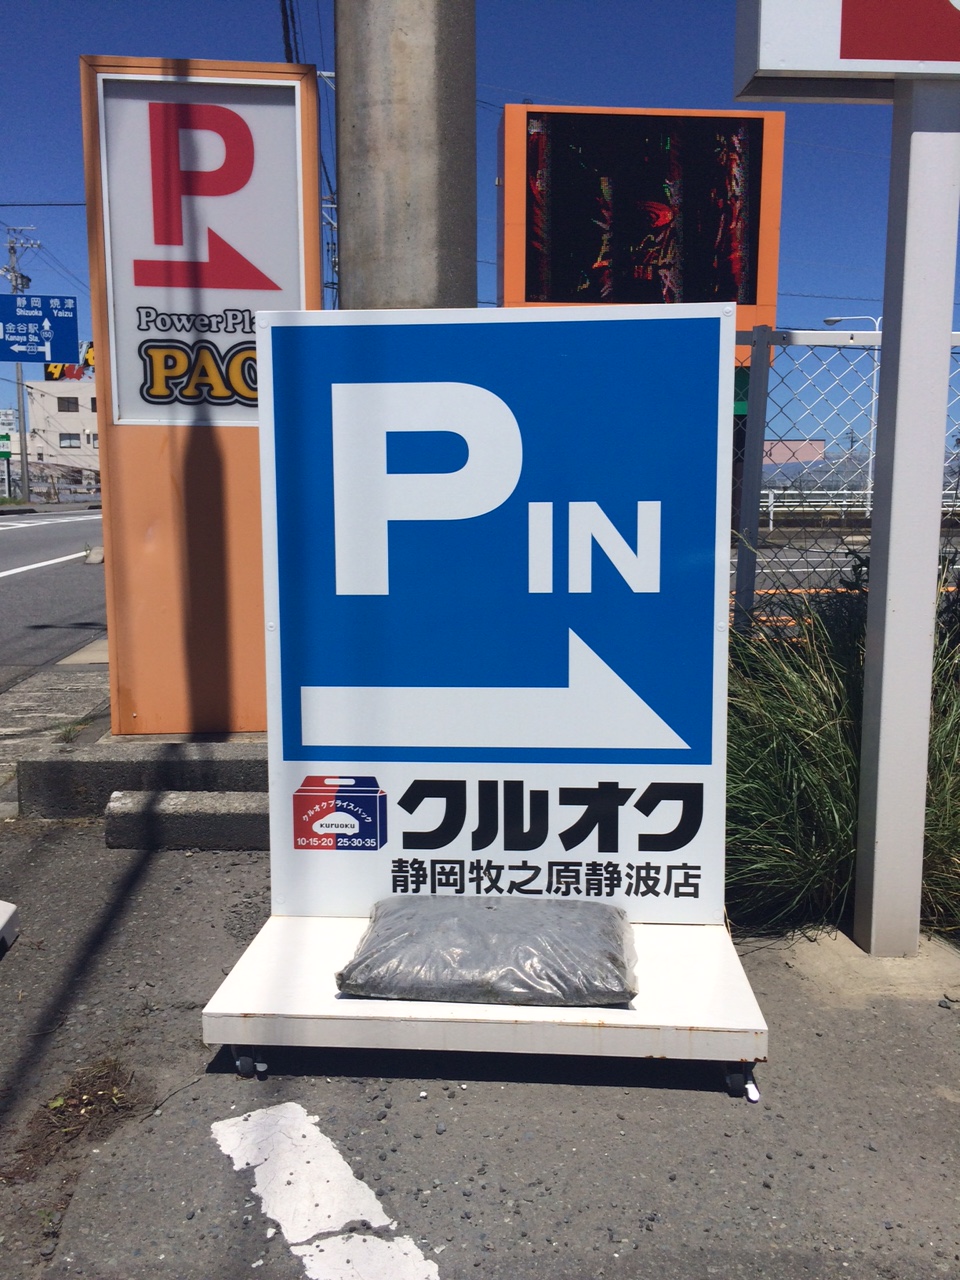 P
Power Pla
PAC
静岡 焼津
Shizuoka Yaizu
金谷駅
Kanaya Sta.
150
P IN
クルオクプライスパック
KURUOKU
10·15·20 25·30·35
クルオク
静岡牧之原静波店